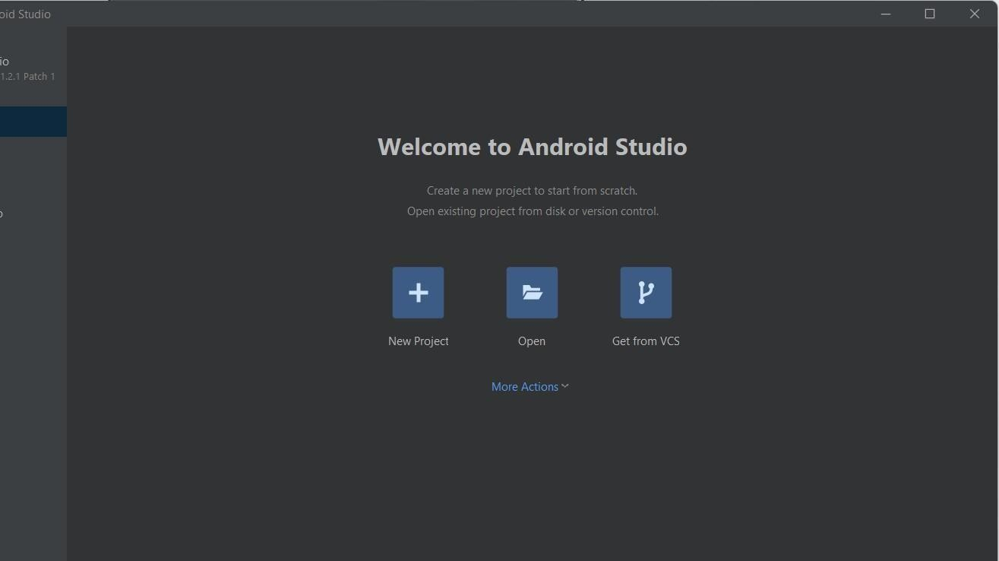 oid Studio
io
1.2.1 Patch 1
o
Welcome to Android Studio
Create a new project to start from scratch.
Open existing project from disk or version control.
New Project
Open
Get from VCS
More Actions